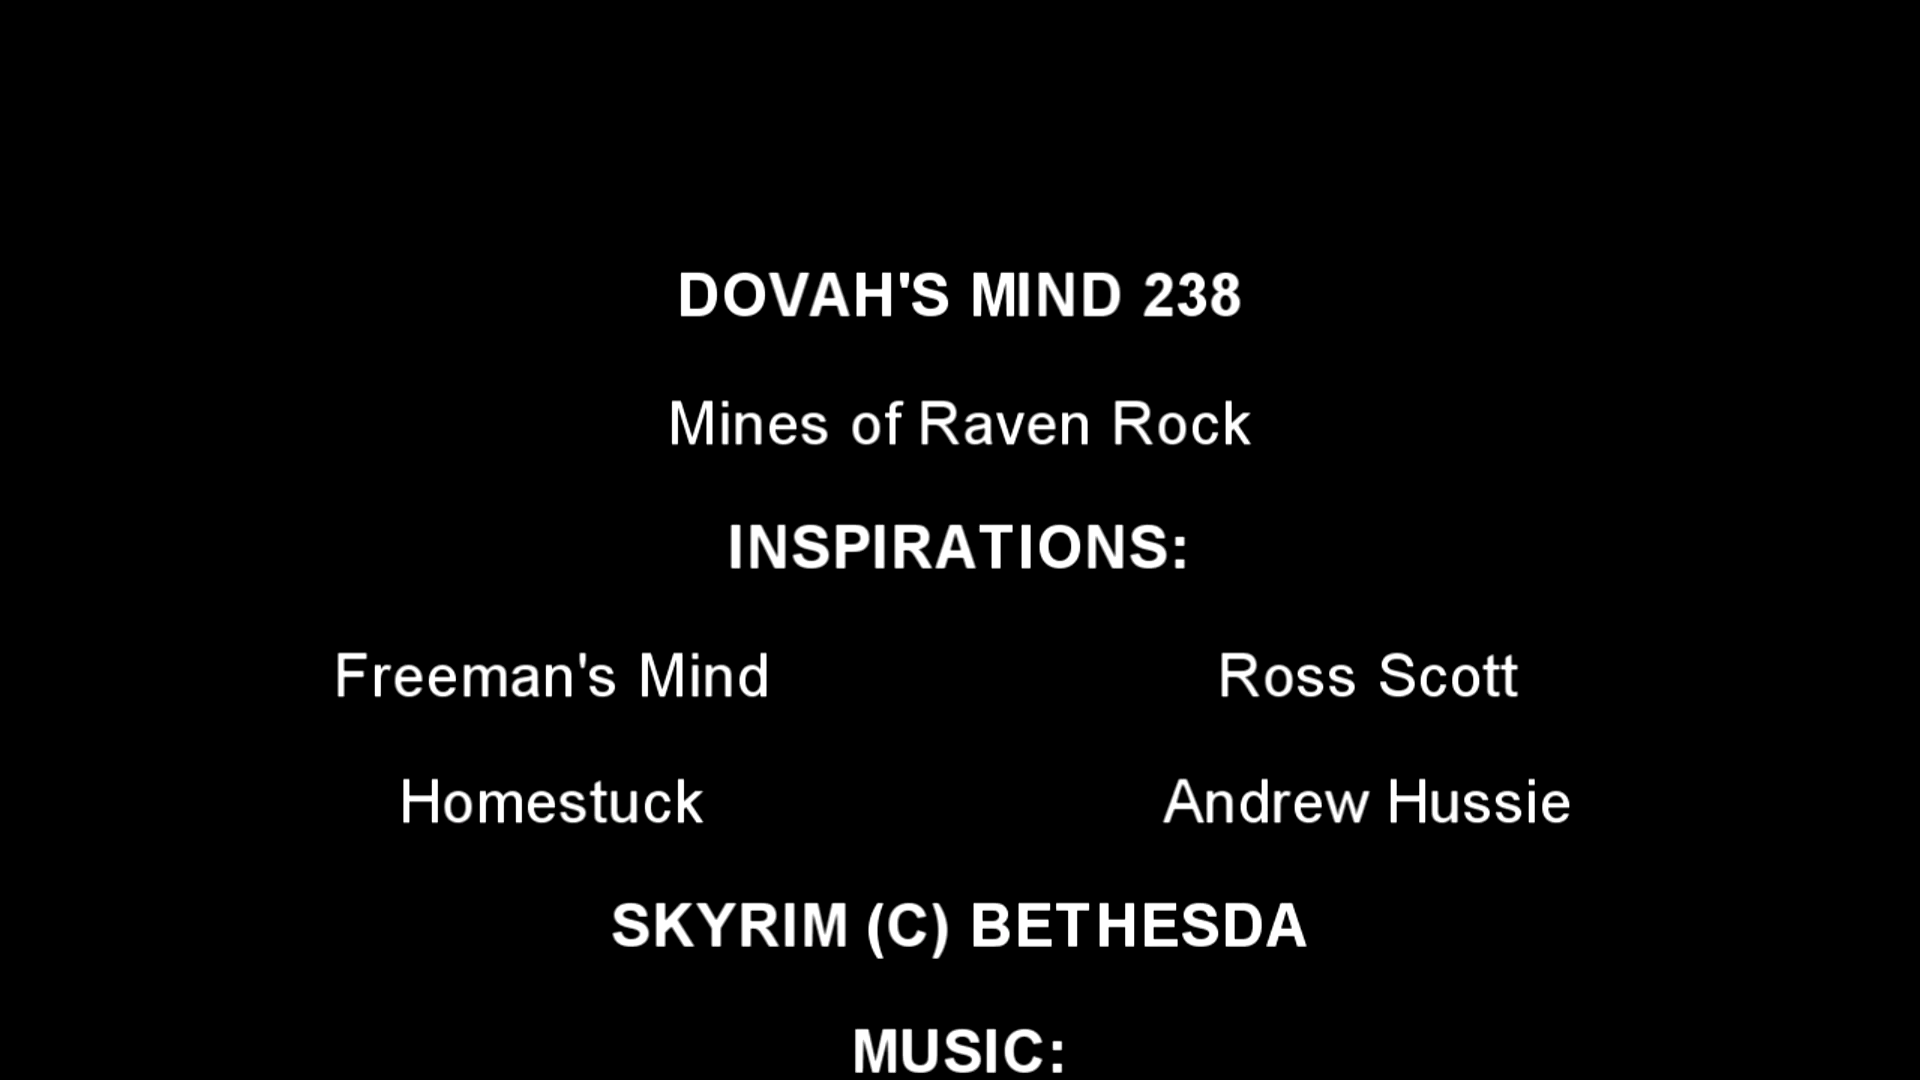 DOVAH'S MIND 238
Mines of Raven Rock
INSPIRATIONS:
Freeman's Mind Ross Scott
Homestuck Andrew Hussie
SKYRIM (C) BETHESDA
MUSIC: